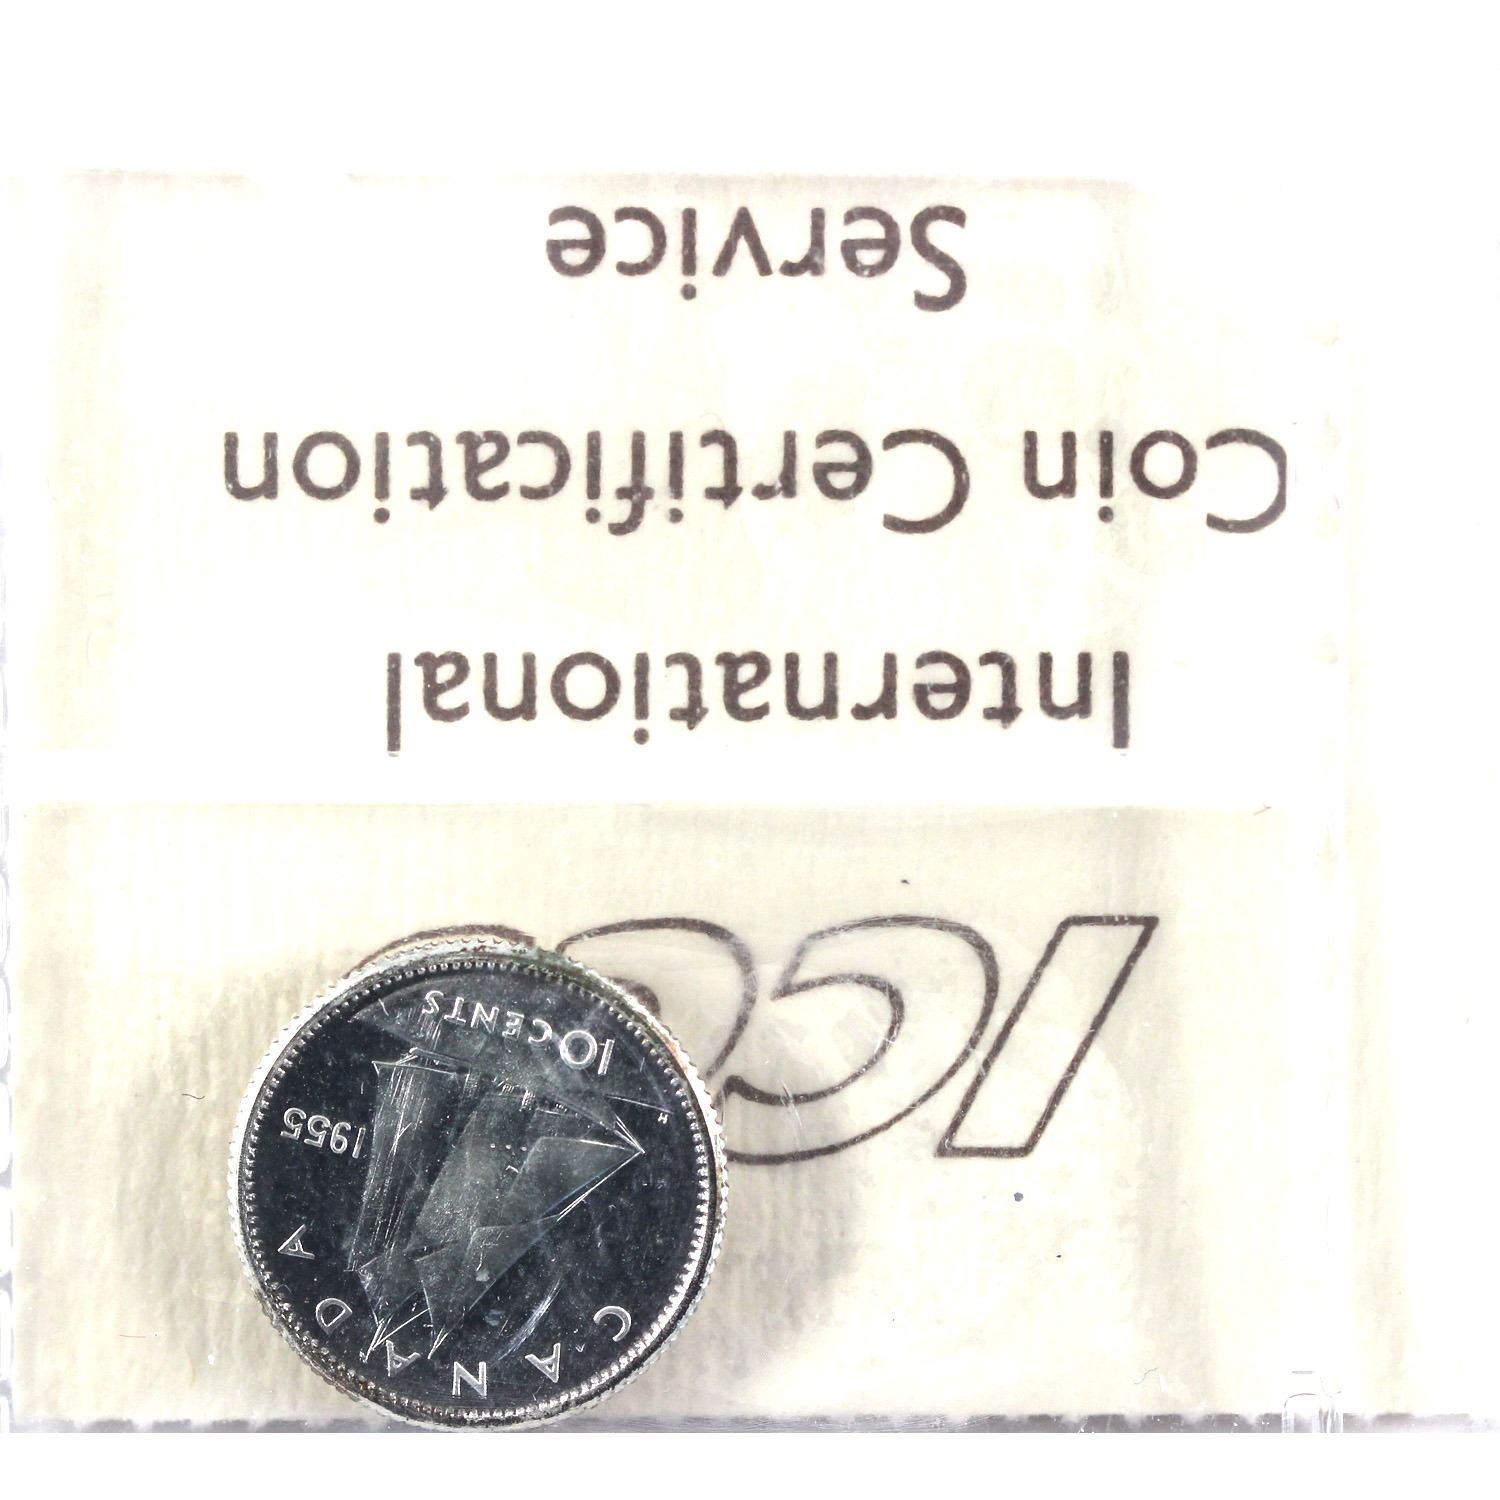 ICCS
International
Coin Certification
Service
CANADA
1955
10 CENTS
H